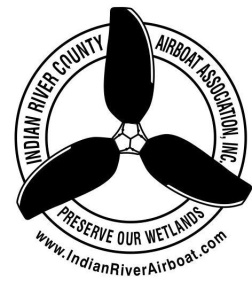 INDIAN RIVER COUNTY
AIRBOAT ASSOCIATION, INC.
PRESERVE OUR WETLANDS
www.IndianRiverAirboat.com